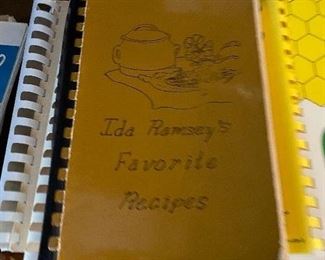 Ida Ramsey's
Favorite
Recipes